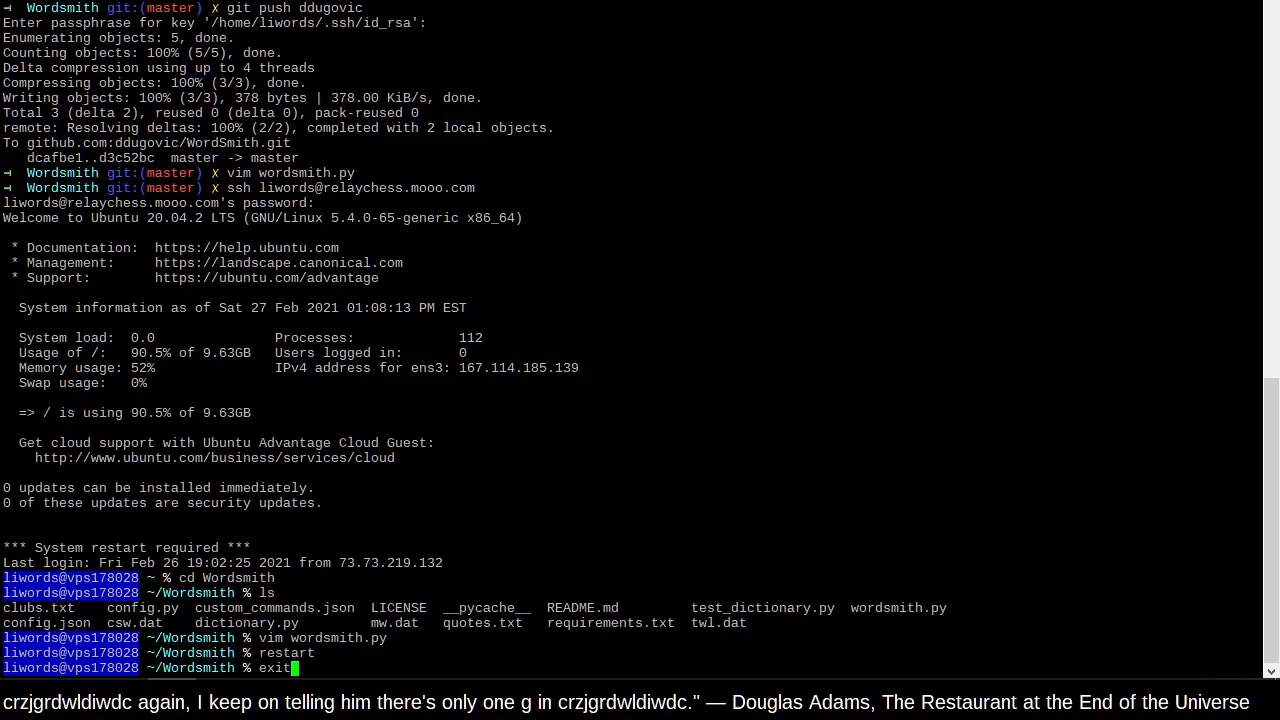 → Wordsmith git:(master) ✗ git push ddugovic
Enter passphrase for key '/home/liwords/.ssh/id_rsa':
Enumerating objects: 5, done.
Counting objects: 100% (5/5), done.
Delta compression using up to 4 threads
Compressing objects: 100% (3/3), done.
Writing objects: 100% (3/3), 378 bytes | 378.00 KiB/s, done.
Total 3 (delta 2), reused 0 (delta 0), pack-reused 0
remote: Resolving deltas: 100% (2/2), completed with 2 local objects.
To github.com:ddugovic/WordSmith.git
   dcafbe1..d3c52bc  master -> master
→ Wordsmith git:(master) ✗ vim wordsmith.py
→ Wordsmith git:(master) ✗ ssh liwords@relaychess.mooo.com
liwords@relaychess.mooo.com's password:
Welcome to Ubuntu 20.04.2 LTS (GNU/Linux 5.4.0-65-generic x86_64)
 * Documentation:  https://help.ubuntu.com
 * Management:     https://landscape.canonical.com
 * Support:        https://ubuntu.com/advantage
  System information as of Sat 27 Feb 2021 01:08:13 PM EST
  System load:  0.0               Processes:             112
  Usage of /:   90.5% of 9.63GB   Users logged in:       0
  Memory usage: 52%               IPv4 address for ens3: 167.114.185.139
  Swap usage:   0%
  => / is using 90.5% of 9.63GB
  Get cloud support with Ubuntu Advantage Cloud Guest:
    http://www.ubuntu.com/business/services/cloud
0 updates can be installed immediately.
0 of these updates are security updates.
*** System restart required ***
Last login: Fri Feb 26 19:02:25 2021 from 73.73.219.132
liwords@vps178028 ~ % cd Wordsmith
liwords@vps178028 ~/Wordsmith % ls
clubs.txt    config.py  custom_commands.json  LICENSE  __pycache__  README.md         test_dictionary.py  wordsmith.py
config.json  csw.dat    dictionary.py         mw.dat   quotes.txt   requirements.txt  twl.dat
liwords@vps178028 ~/Wordsmith % vim wordsmith.py
liwords@vps178028 ~/Wordsmith % restart
liwords@vps178028 ~/Wordsmith % exit
crzjgrdwldiwdc again, I keep on telling him there's only one g in crzjgrdwldiwdc." — Douglas Adams, The Restaurant at the End of the Universe